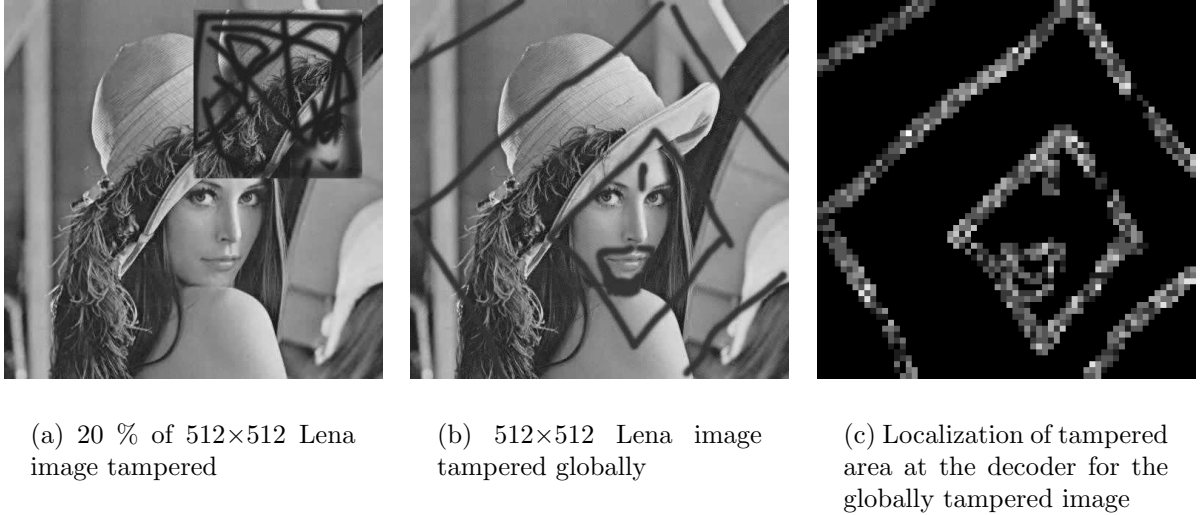 (a) 20 % of 512×512 Lena
image tampered
(b) 512×512 Lena image
tampered globally
(c) Localization of tampered
area at the decoder for the
globally tampered image